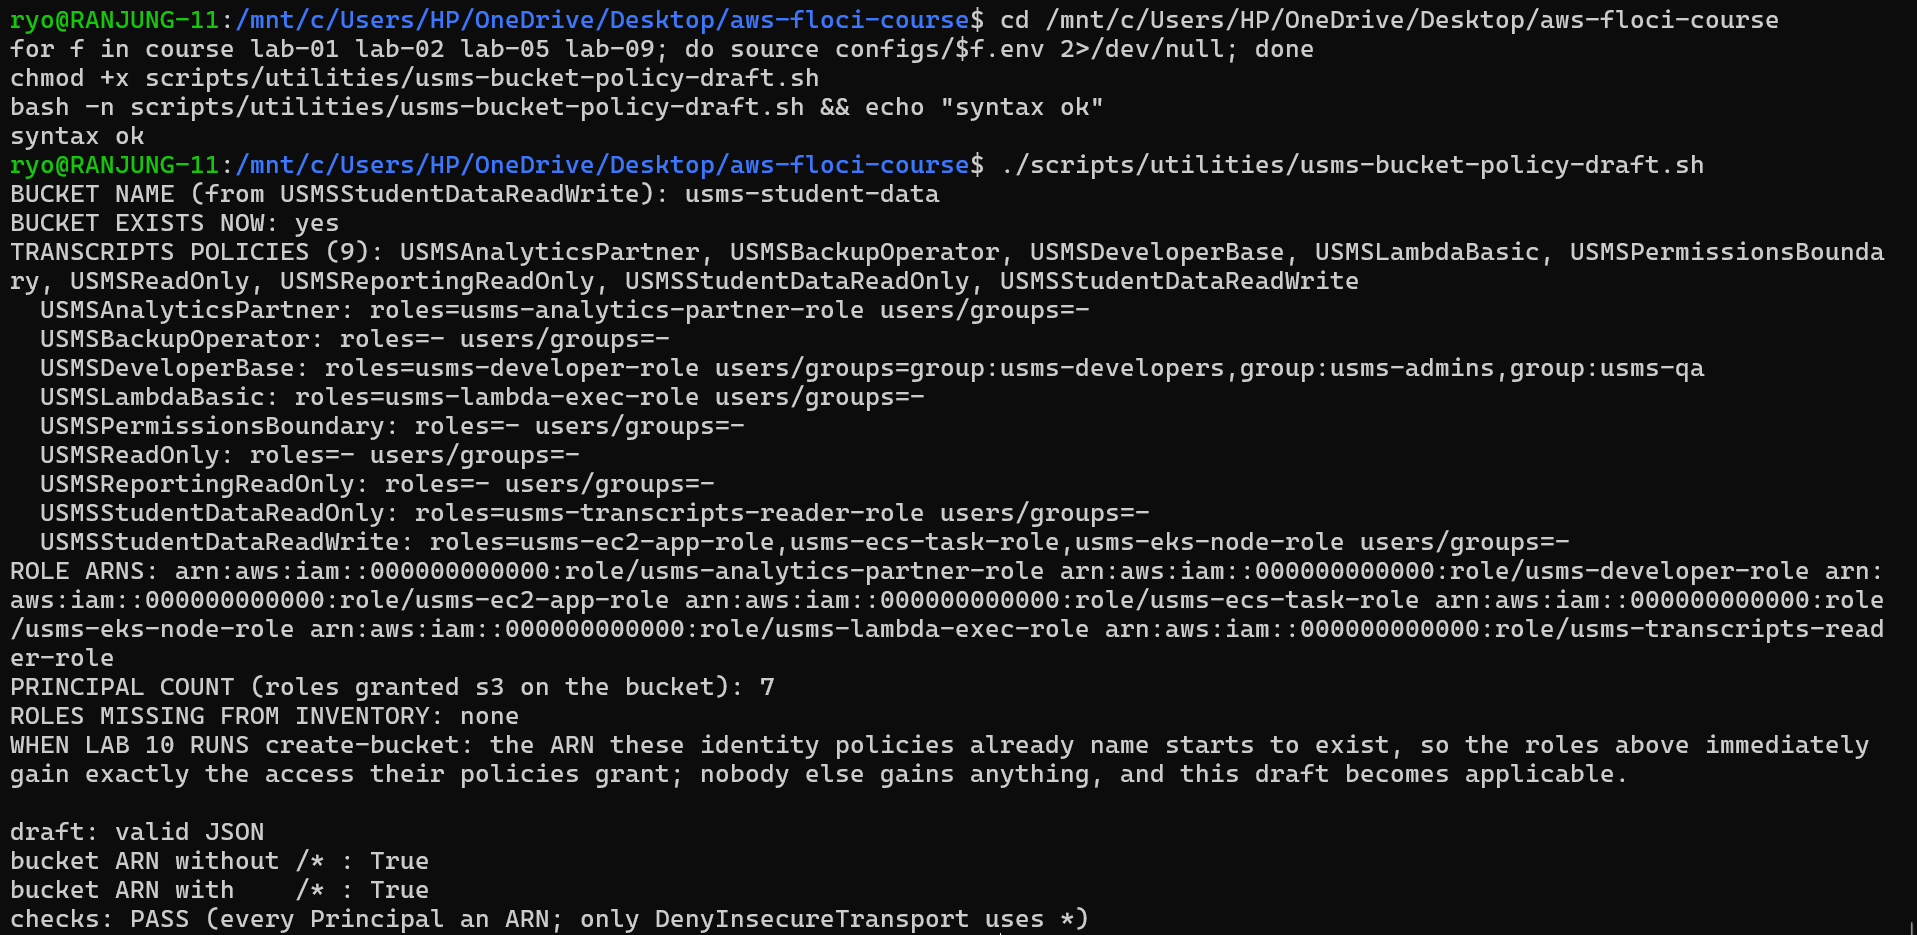 ryo@RANJUNG-11:/mnt/c/Users/HP/OneDrive/Desktop/aws-floci-course$ cd /mnt/c/Users/HP/OneDrive/Desktop/aws-floci-course
for f in course lab-01 lab-02 lab-05 lab-09; do source configs/$f.env 2>/dev/null; done
chmod +x scripts/utilities/usms-bucket-policy-draft.sh
bash -n scripts/utilities/usms-bucket-policy-draft.sh && echo "syntax ok"
syntax ok
ryo@RANJUNG-11:/mnt/c/Users/HP/OneDrive/Desktop/aws-floci-course$ ./scripts/utilities/usms-bucket-policy-draft.sh
BUCKET NAME (from USMSStudentDataReadWrite): usms-student-data
BUCKET EXISTS NOW: yes
TRANSCRIPTS POLICIES (9): USMSAnalyticsPartner, USMSBackupOperator, USMSDeveloperBase, USMSLambdaBasic, USMSPermissionsBounda
ry, USMSReadOnly, USMSReportingReadOnly, USMSStudentDataReadOnly, USMSStudentDataReadWrite
  USMSAnalyticsPartner: roles=usms-analytics-partner-role users/groups=-
  USMSBackupOperator: roles=- users/groups=-
  USMSDeveloperBase: roles=usms-developer-role users/groups=group:usms-developers,group:usms-admins,group:usms-qa
  USMSLambdaBasic: roles=usms-lambda-exec-role users/groups=-
  USMSPermissionsBoundary: roles=- users/groups=-
  USMSReadOnly: roles=- users/groups=-
  USMSReportingReadOnly: roles=- users/groups=-
  USMSStudentDataReadOnly: roles=usms-transcripts-reader-role users/groups=-
  USMSStudentDataReadWrite: roles=usms-ec2-app-role,usms-ecs-task-role,usms-eks-node-role users/groups=-
ROLE ARNS: arn:aws:iam::000000000000:role/usms-analytics-partner-role arn:aws:iam::000000000000:role/usms-developer-role arn:
aws:iam::000000000000:role/usms-ec2-app-role arn:aws:iam::000000000000:role/usms-ecs-task-role arn:aws:iam::000000000000:role
/usms-eks-node-role arn:aws:iam::000000000000:role/usms-lambda-exec-role arn:aws:iam::000000000000:role/usms-transcripts-read
er-role
PRINCIPAL COUNT (roles granted s3 on the bucket): 7
ROLES MISSING FROM INVENTORY: none
WHEN LAB 10 RUNS create-bucket: the ARN these identity policies already name starts to exist, so the roles above immediately
gain exactly the access their policies grant; nobody else gains anything, and this draft becomes applicable.

draft: valid JSON
bucket ARN without /* : True
bucket ARN with    /* : True
checks: PASS (every Principal an ARN; only DenyInsecureTransport uses *)